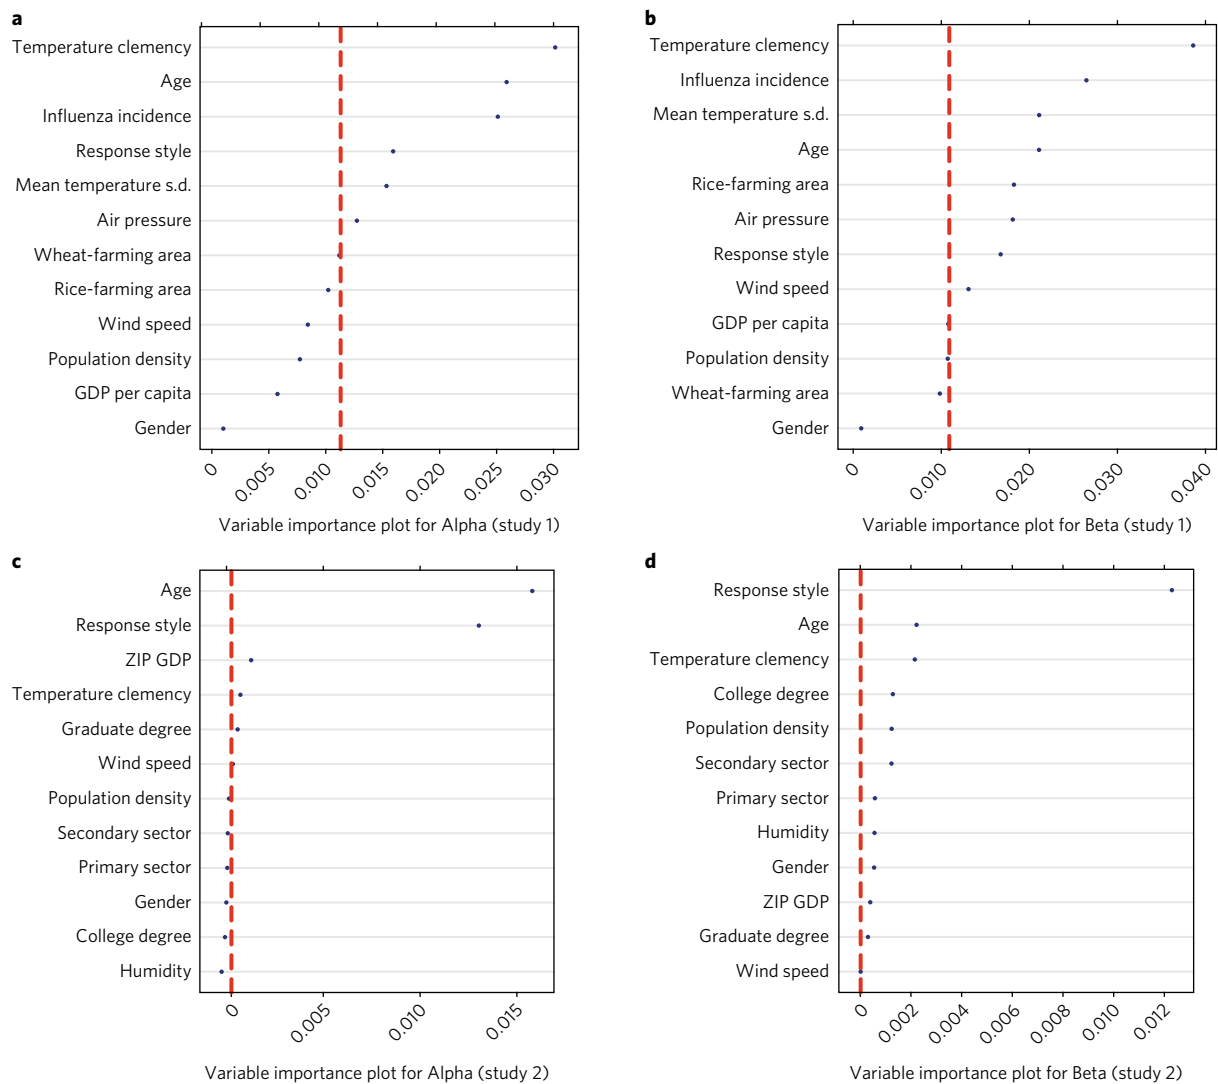 a
Temperature clemency
Age
Influenza incidence
Response style
Mean temperature s.d.
Air pressure
Wheat-farming area
Rice-farming area
Wind speed
Population density
GDP per capita
Gender
0 0.005 0.010 0.015 0.020 0.025 0.030
Variable importance plot for Alpha (study 1)
b
Temperature clemency
Influenza incidence
Mean temperature s.d.
Age
Rice-farming area
Air pressure
Response style
Wind speed
GDP per capita
Population density
Wheat-farming area
Gender
0 0.010 0.020 0.030 0.040
Variable importance plot for Beta (study 1)
c
Age
Response style
ZIP GDP
Temperature clemency
Graduate degree
Wind speed
Population density
Secondary sector
Primary sector
Gender
College degree
Humidity
0 0.005 0.010 0.015
Variable importance plot for Alpha (study 2)
d
Response style
Age
Temperature clemency
College degree
Population density
Secondary sector
Primary sector
Humidity
Gender
ZIP GDP
Graduate degree
Wind speed
0 0.002 0.004 0.006 0.008 0.010 0.012
Variable importance plot for Beta (study 2)